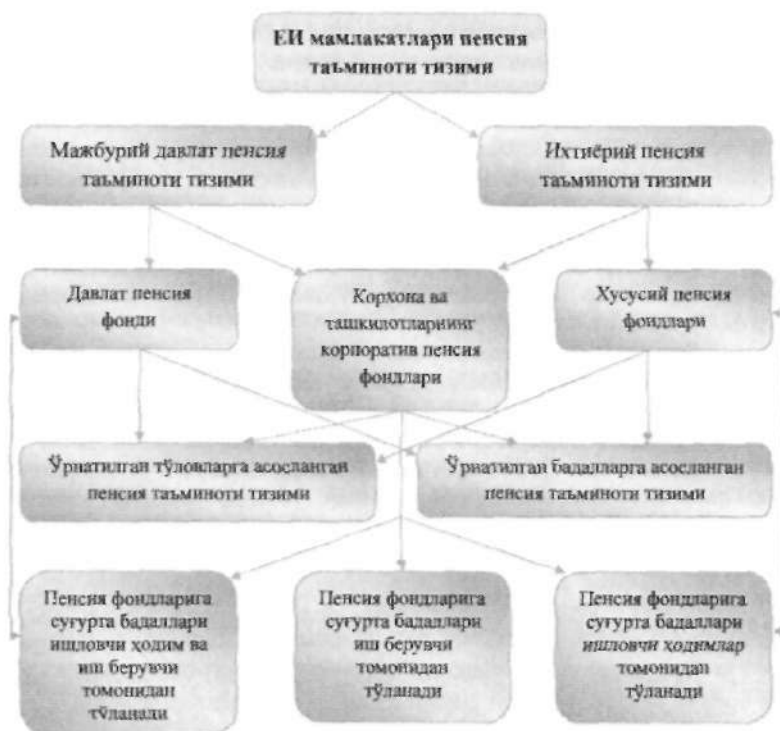 ЕИ мамлакатлари пенсия
таъминоти тизими
Мажбурий давлат пенсия
таъминоти тизими
Ихтиёрий пенсия
таъминоти тизими
Давлат пенсия
фонди
Корхона ва
ташкилотларнинг
корпоратив пенсия
фондлари
Хусусий пенсия
фондлари
Ўрнатилган тўловларга асосланган
пенсия таъминоти тизими
Ўрнатилган бадалларга асосланган
пенсия таъминоти тизими
Пенсия фондларига
суғурта бадаллари
ишловчи ҳодим ва
иш берувчи
томонидан
тўланади
Пенсия фондларига
суғурта бадаллари
иш берувчи
томонидан
тўланади
Пенсия фондларига
суғурта бадаллари
ишловчи ҳодимлар
томонидан
тўланади